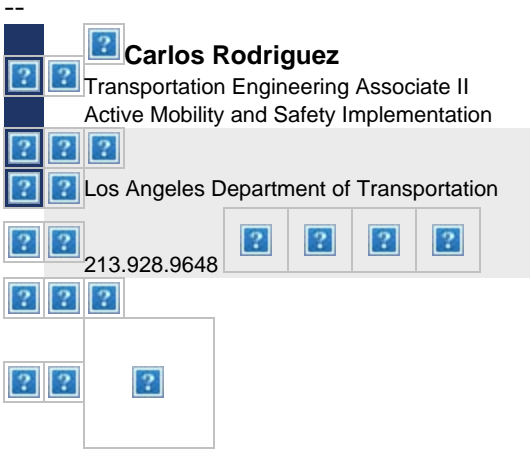 --
Carlos Rodriguez
Transportation Engineering Associate II
Active Mobility and Safety Implementation
Los Angeles Department of Transportation
213.928.9648